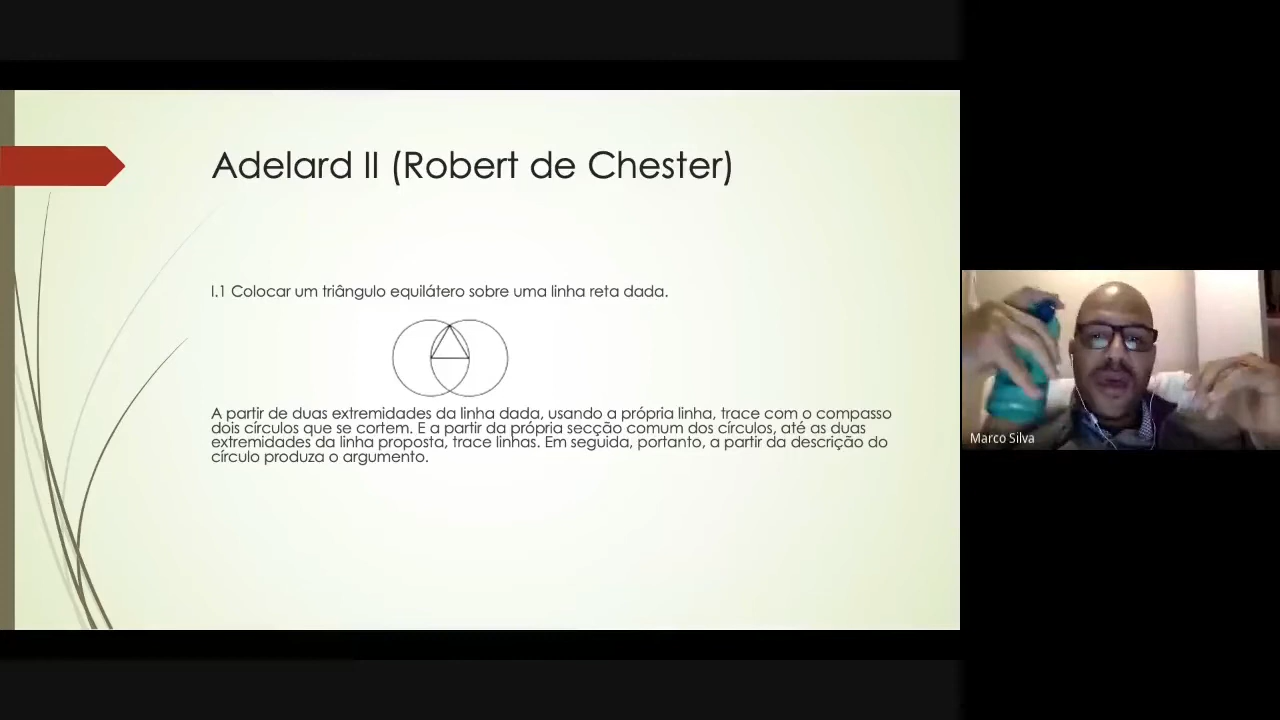 Adelard II (Robert de Chester)
I.1 Colocar um triângulo equilátero sobre uma linha reta dada.
A partir de duas extremidades da linha dada, usando a própria linha, trace com o compasso
dois círculos que se cortem. E a partir da própria secção comum dos círculos, até as duas
extremidades da linha proposta, trace linhas. Em seguida, portanto, a partir da descrição do
círculo produza o argumento.
Marco Silva